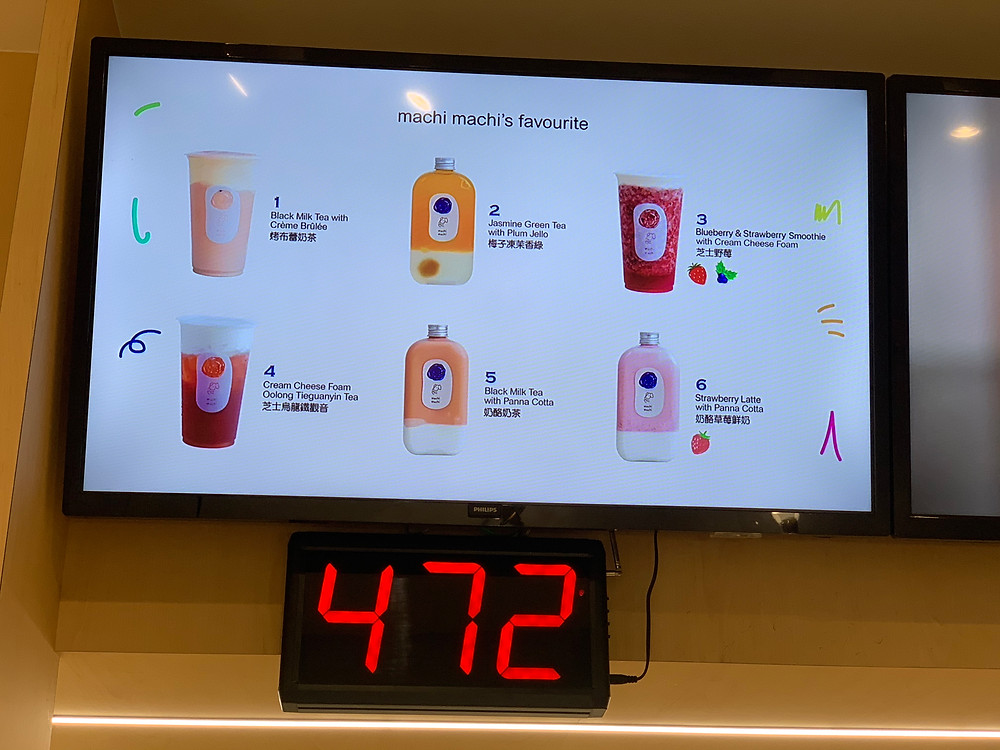 machi machi's favourite
1
Black Milk Tea with
Crème Brûlée
烤布蕾奶茶
2
Jasmine Green Tea
with Plum Jello
梅子凍茉香綠
3
Blueberry & Strawberry Smoothie
with Cream Cheese Foam
芝士野莓
4
Cream Cheese Foam
Oolong Tieguanyin Tea
芝士烏龍鐵觀音
5
Black Milk Tea
with Panna Cotta
奶酪奶茶
6
Strawberry Latte
with Panna Cotta
奶酪草莓鮮奶
PHILIPS
472